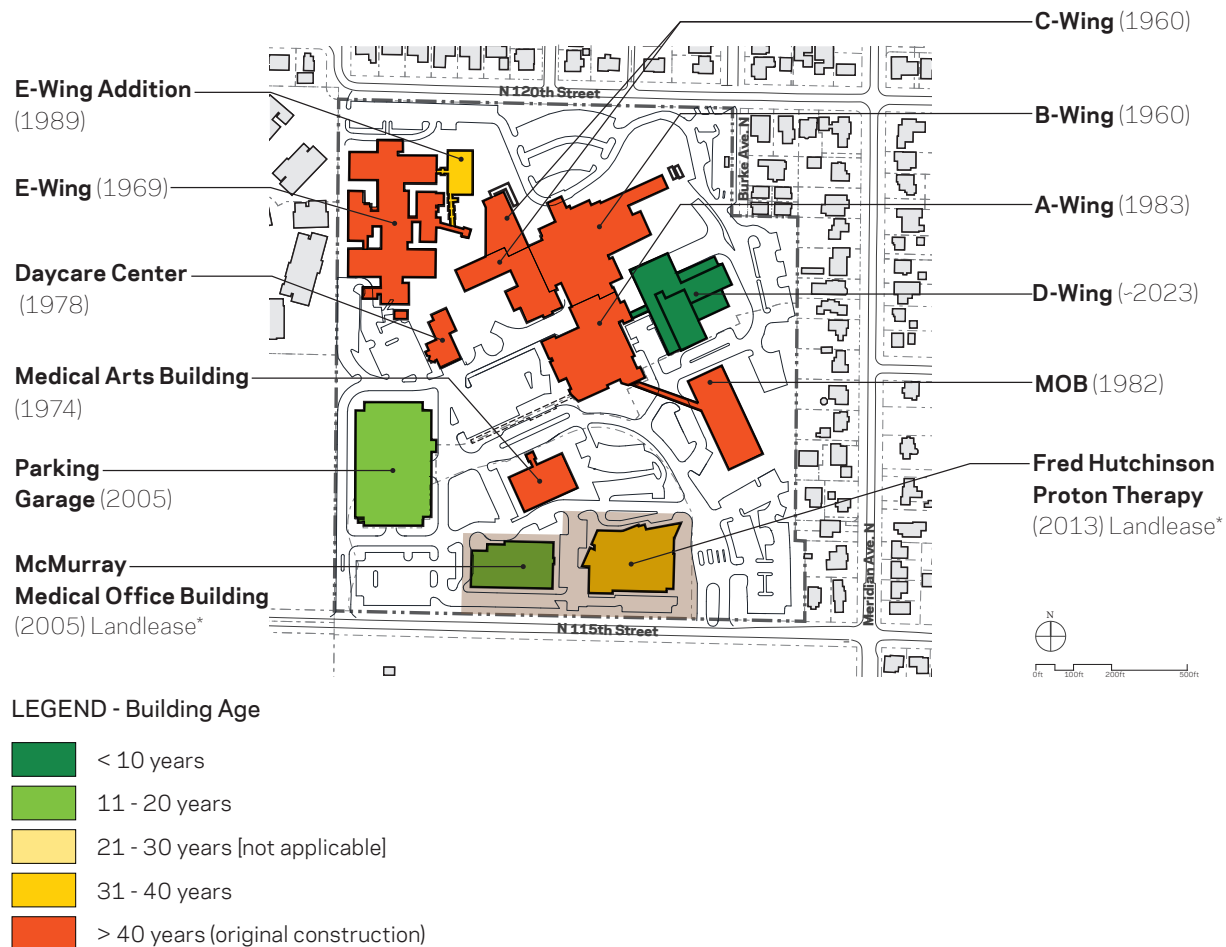 C-Wing (1960)
E-Wing Addition
(1989)
N 120th Street
B-Wing (1960)
Burke Ave. N
E-Wing (1969)
A-Wing (1983)
Daycare Center
(1978)
D-Wing (~2023)
Medical Arts Building
(1974)
MOB (1982)
Parking
Garage (2005)
Fred Hutchinson
Proton Therapy
(2013) Landlease*
McMurray
Medical Office Building
(2005) Landlease*
Meridian Ave. N
N 115th Street
N
0ft 100ft 200ft 500ft
LEGEND - Building Age
< 10 years
11 - 20 years
21 - 30 years [not applicable]
31 - 40 years
> 40 years (original construction)